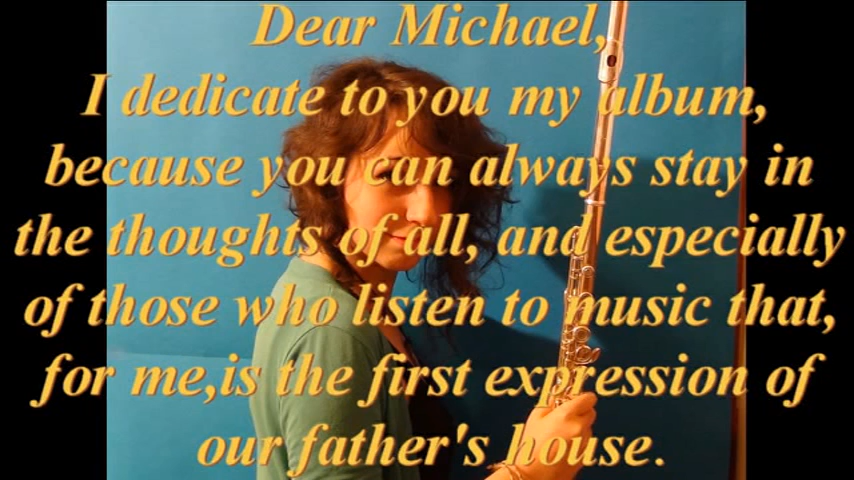 Dear Michael,
I dedicate to you my album,
because you can always stay in
the thoughts of all, and especially
of those who listen to music that,
for me,is the first expression of
our father's house.